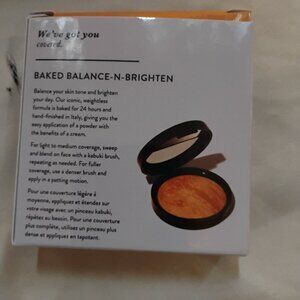 We've got you
covered.
BAKED BALANCE-N-BRIGHTEN
Balance your skin tone and brighten
your day. Our iconic, weightless
formula is baked for 24 hours and
hand-finished in Italy, giving you the
easy application of a powder with
the benefits of a cream.
For light to medium coverage, sweep
and blend on face with a kabuki brush,
repeating as needed. For fuller
coverage, use a denser brush and
apply in a patting motion.
Pour une couverture légère à
moyenne, appliquez et étendez sur
votre visage avec un pinceau kabuki,
répétez au besoin. Pour une couverture
plus complète, utilisez un pinceau plus
dense et appliquez en tapotant.